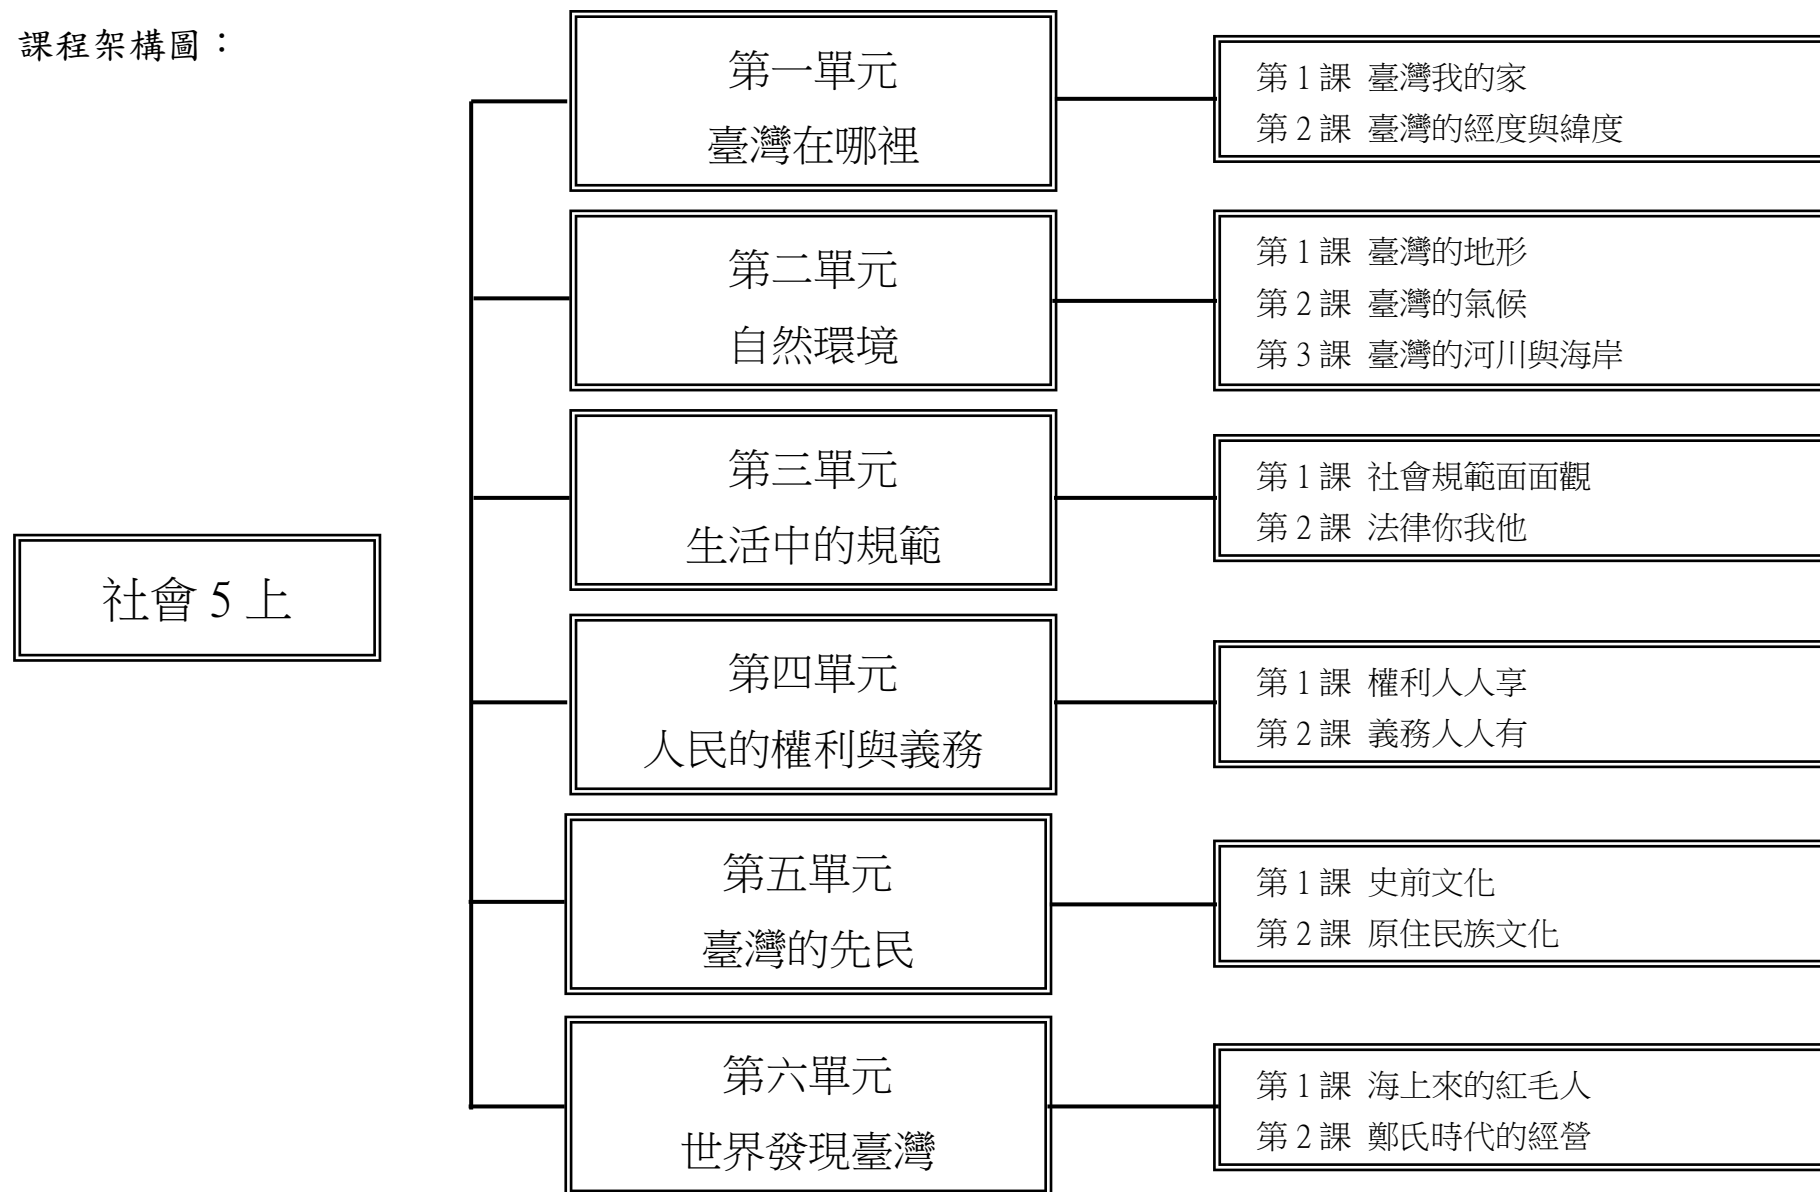 課程架構圖：
社會 5 上
第一單元
臺灣在哪裡
第 1 課 臺灣我的家
第 2 課 臺灣的經度與緯度
第二單元
自然環境
第 1 課 臺灣的地形
第 2 課 臺灣的氣候
第 3 課 臺灣的河川與海岸
第三單元
生活中的規範
第 1 課 社會規範面面觀
第 2 課 法律你我他
第四單元
人民的權利與義務
第 1 課 權利人人享
第 2 課 義務人人有
第五單元
臺灣的先民
第 1 課 史前文化
第 2 課 原住民族文化
第六單元
世界發現臺灣
第 1 課 海上來的紅毛人
第 2 課 鄭氏時代的經營